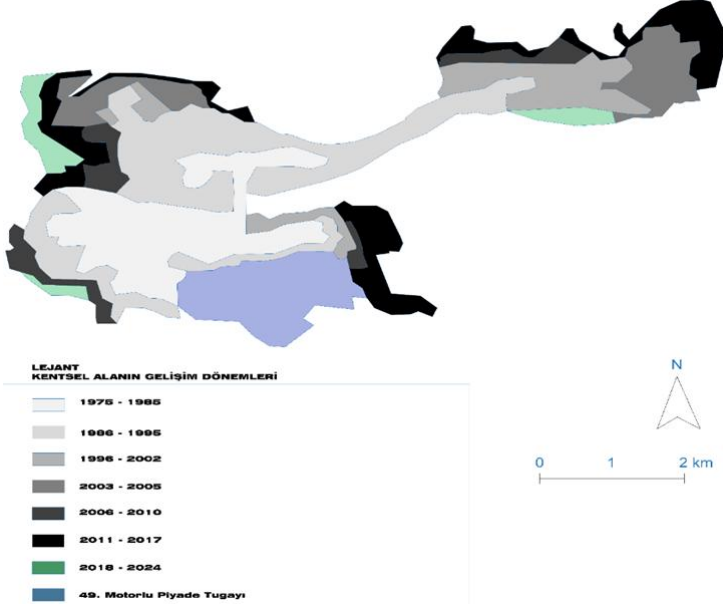 LEJANT
KENTSEL ALANIN GELİŞİM DÖNEMLERİ
1975 - 1985
1986 - 1995
1996 - 2002
2003 - 2005
2006 - 2010
2011 - 2017
2018 - 2024
49. Motorlu Piyade Tugayı
N
0 1 2 km